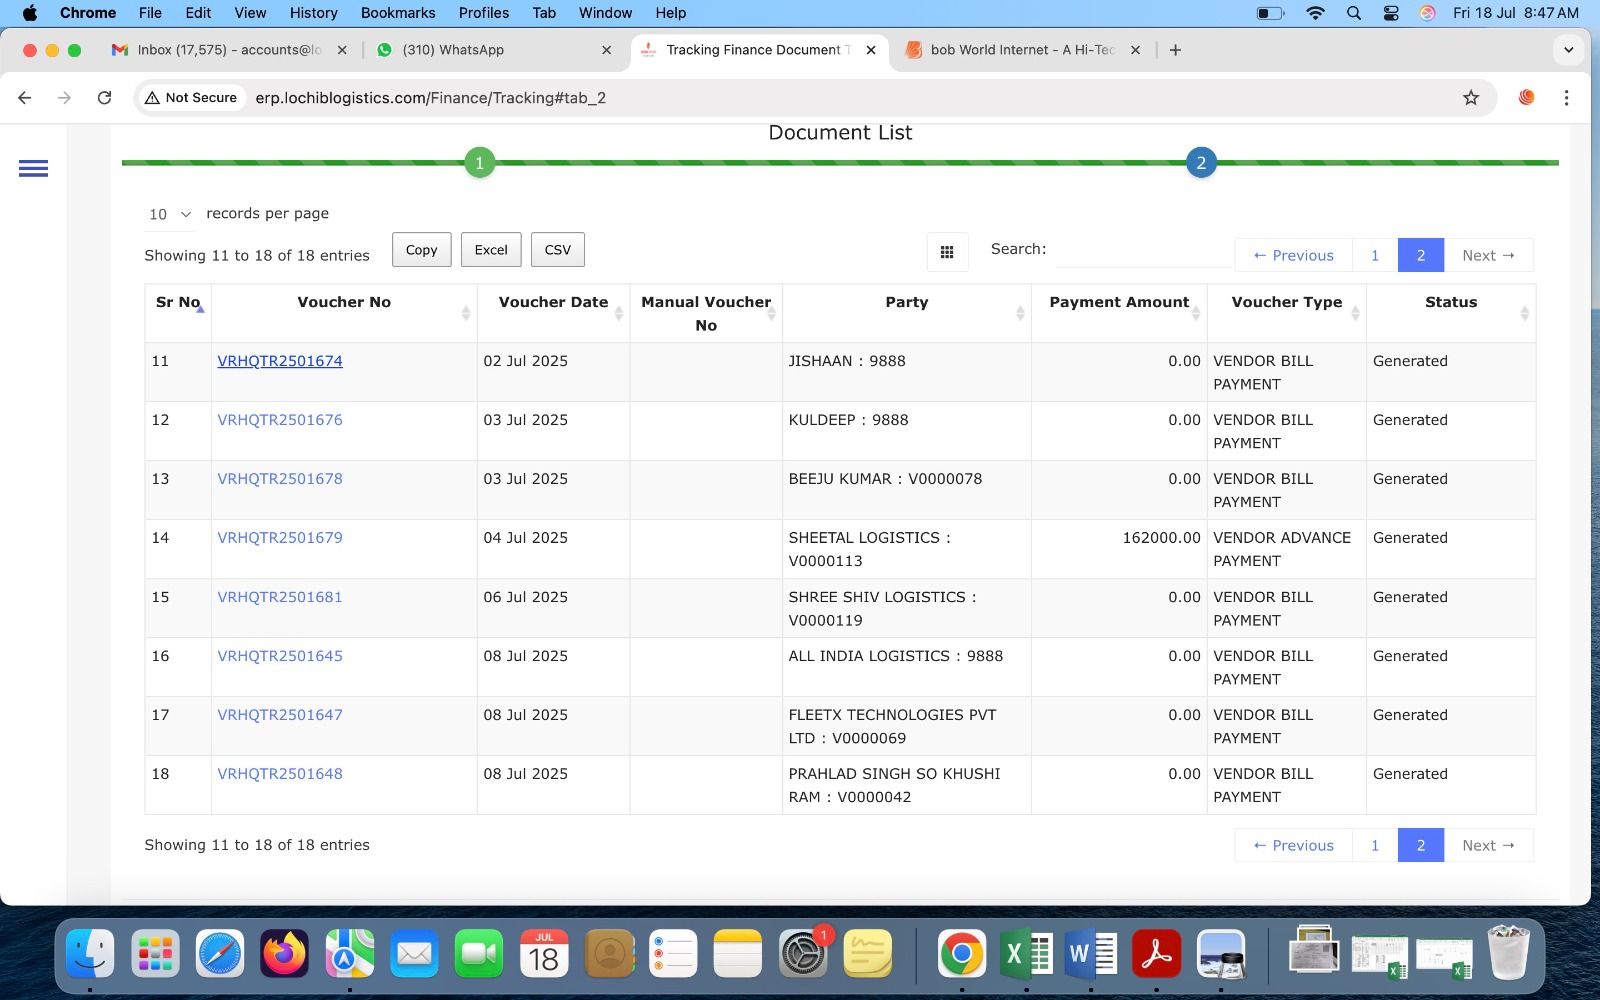 Chrome File Edit View History Bookmarks Profiles Tab Window Help Fri 18 Jul 8:47 AM
Inbox (17,575) - accounts@lo (310) WhatsApp Tracking Finance Document T bob World Internet - A Hi-Tec
Not Secure erp.lochiblogistics.com/Finance/Tracking#tab_2
Document List
1 2
10 records per page
Showing 11 to 18 of 18 entries Copy Excel CSV Search: ← Previous 1 2 Next →
Sr No Voucher No Voucher Date Manual Voucher Party Payment Amount Voucher Type Status
No
11 VRHQTR2501674 02 Jul 2025 JISHAAN : 9888 0.00 VENDOR BILL Generated
PAYMENT
12 VRHQTR2501676 03 Jul 2025 KULDEEP : 9888 0.00 VENDOR BILL Generated
PAYMENT
13 VRHQTR2501678 03 Jul 2025 BEEJU KUMAR : V0000078 0.00 VENDOR BILL Generated
PAYMENT
14 VRHQTR2501679 04 Jul 2025 SHEETAL LOGISTICS : 162000.00 VENDOR ADVANCE Generated
V0000113 PAYMENT
15 VRHQTR2501681 06 Jul 2025 SHREE SHIV LOGISTICS : 0.00 VENDOR BILL Generated
V0000119 PAYMENT
16 VRHQTR2501645 08 Jul 2025 ALL INDIA LOGISTICS : 9888 0.00 VENDOR BILL Generated
PAYMENT
17 VRHQTR2501647 08 Jul 2025 FLEETX TECHNOLOGIES PVT 0.00 VENDOR BILL Generated
LTD : V0000069 PAYMENT
18 VRHQTR2501648 08 Jul 2025 PRAHLAD SINGH SO KHUSHI 0.00 VENDOR BILL Generated
RAM : V0000042 PAYMENT
Showing 11 to 18 of 18 entries ← Previous 1 2 Next →
JUL 1
18